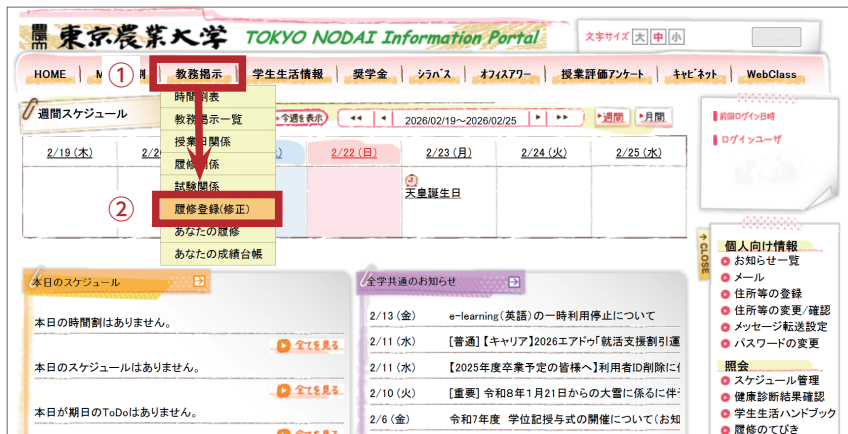 東京農業大学 TOKYO NODAI Information Portal 文字サイズ 大 中 小
HOME ① 教務掲示 学生生活情報 奨学金 シラバス オフィスアワー 授業評価アンケート キャビネット WebClass
時間割表
教務掲示一覧
授業日関係
履修関係
試験関係
② 履修登録(修正)
あなたの履修
あなたの成績台帳
週間スケジュール 今週を表示 2026/02/19～2026/02/25 週間 月間
2/19 (木) 2/22 (日) 2/23 (月) 2/24 (火) 2/25 (水)
天皇誕生日
前回ログイン日時
ログインユーザ
CLOSE
個人向け情報
お知らせ一覧
メール
住所等の登録
住所等の変更/確認
メッセージ転送設定
パスワードの変更
照会
スケジュール管理
健康診断結果確認
学生生活ハンドブック
履修のてびき
本日のスケジュール
本日の時間割はありません。
全てを見る
本日のスケジュールはありません。
全てを見る
本日が期日のToDoはありません。
全てを見る
全学共通のお知らせ
2/13 (金) e-learning(英語)の一時利用停止について
2/11 (水) [普通]【キャリア】2026エアドゥ「就活支援割引運
2/11 (水) 【2025年度卒業予定の皆様へ】利用者ID削除に
2/10 (火) [重要] 令和8年1月21日からの大雪に係るに伴
2/6 (金) 令和7年度 学位記授与式の開催について(お知